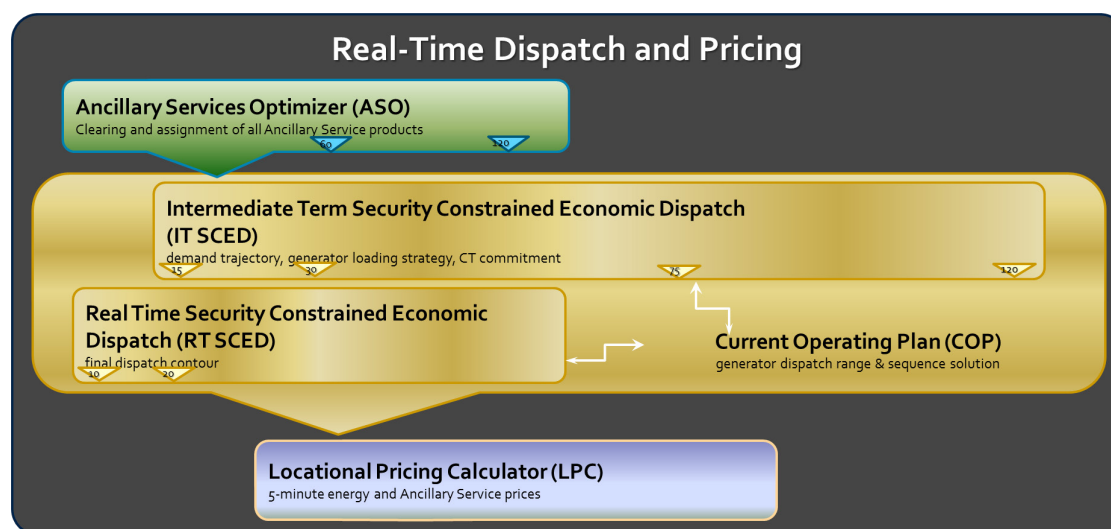 Real-Time Dispatch and Pricing
Ancillary Services Optimizer (ASO)
Clearing and assignment of all Ancillary Service products
60
120
Intermediate Term Security Constrained Economic Dispatch
(IT SCED)
demand trajectory, generator loading strategy, CT commitment
15
30
75
120
Real Time Security Constrained Economic
Dispatch (RT SCED)
final dispatch contour
10
20
Current Operating Plan (COP)
generator dispatch range & sequence solution
Locational Pricing Calculator (LPC)
5-minute energy and Ancillary Service prices